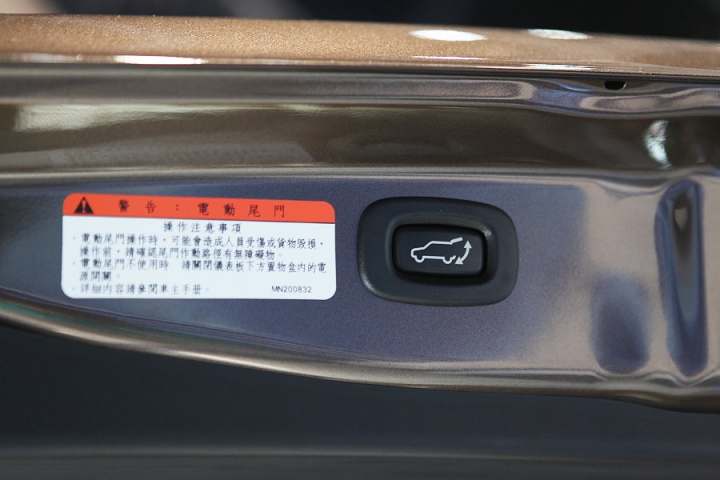 警告：電動尾門
操作注意事項
．電動尾門操作時，可能會造成人員受傷或貨物毀損，
操作前，請確認尾門作動路徑有無障礙物。
．電動尾門不使用時，請關閉儀表板下方置物盒內的電
源開關。
．詳細內容請參閱車主手冊。 MN200832